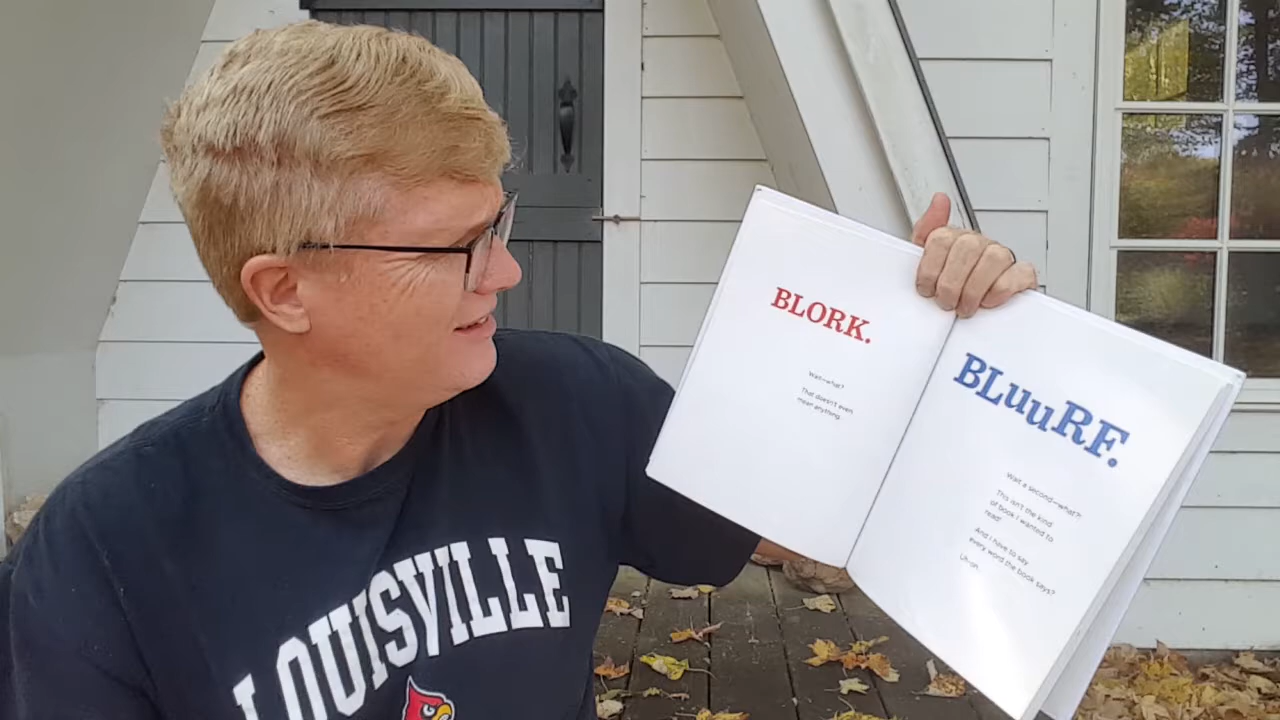 BLORK.
Wait—what?
That doesn't even
mean anything.
BLuuRF.
Wait a second—what?!
This isn't the kind
of book I wanted to
read!
And I have to say
every word the book says?
Uh-oh.
LOUISVILLE